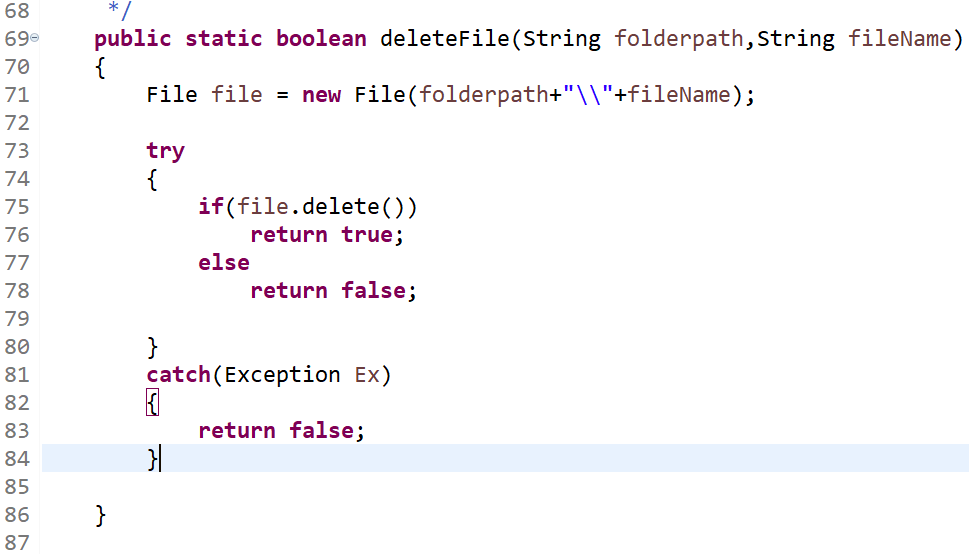 68 */
69 public static boolean deleteFile(String folderpath,String fileName)
70 {
71 File file = new File(folderpath+"\\"+fileName);
72
73 try
74 {
75 if(file.delete())
76 return true;
77 else
78 return false;
79
80 }
81 catch(Exception Ex)
82 {
83 return false;
84 }
85
86 }
87